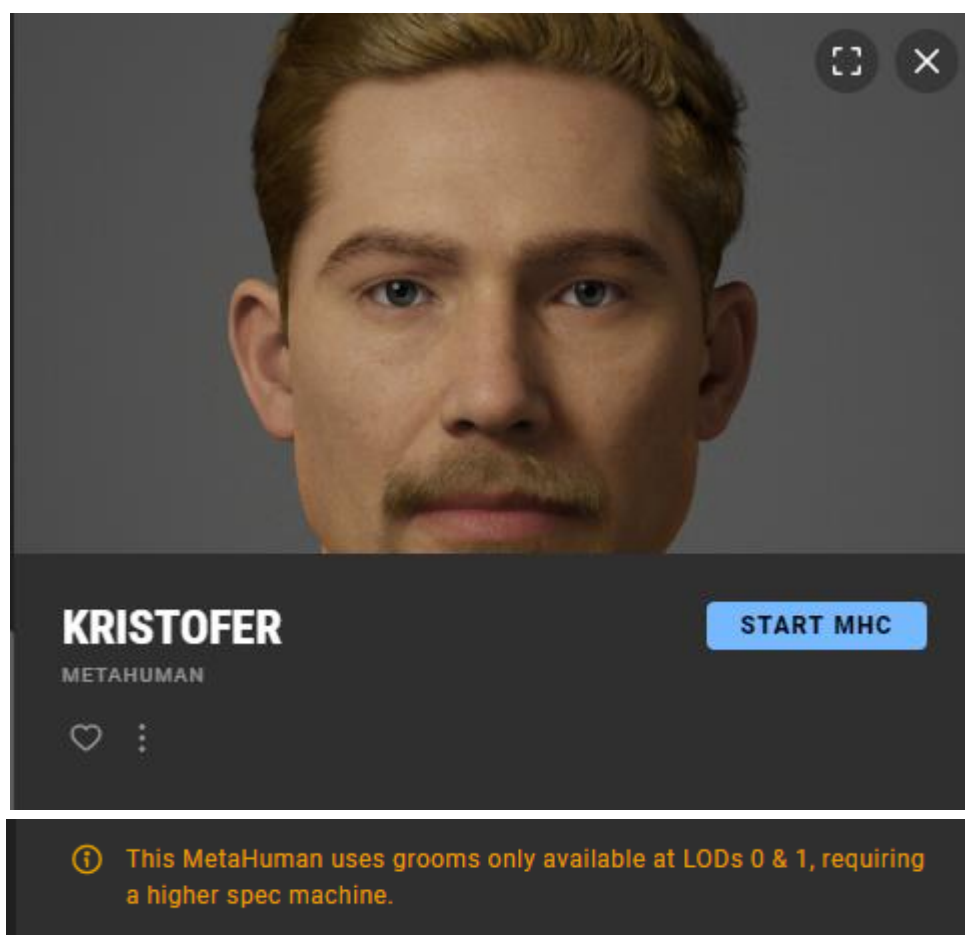 KRISTOFER
START MHC
METAHUMAN
This MetaHuman uses grooms only available at LODs 0 & 1, requiring
a higher spec machine.